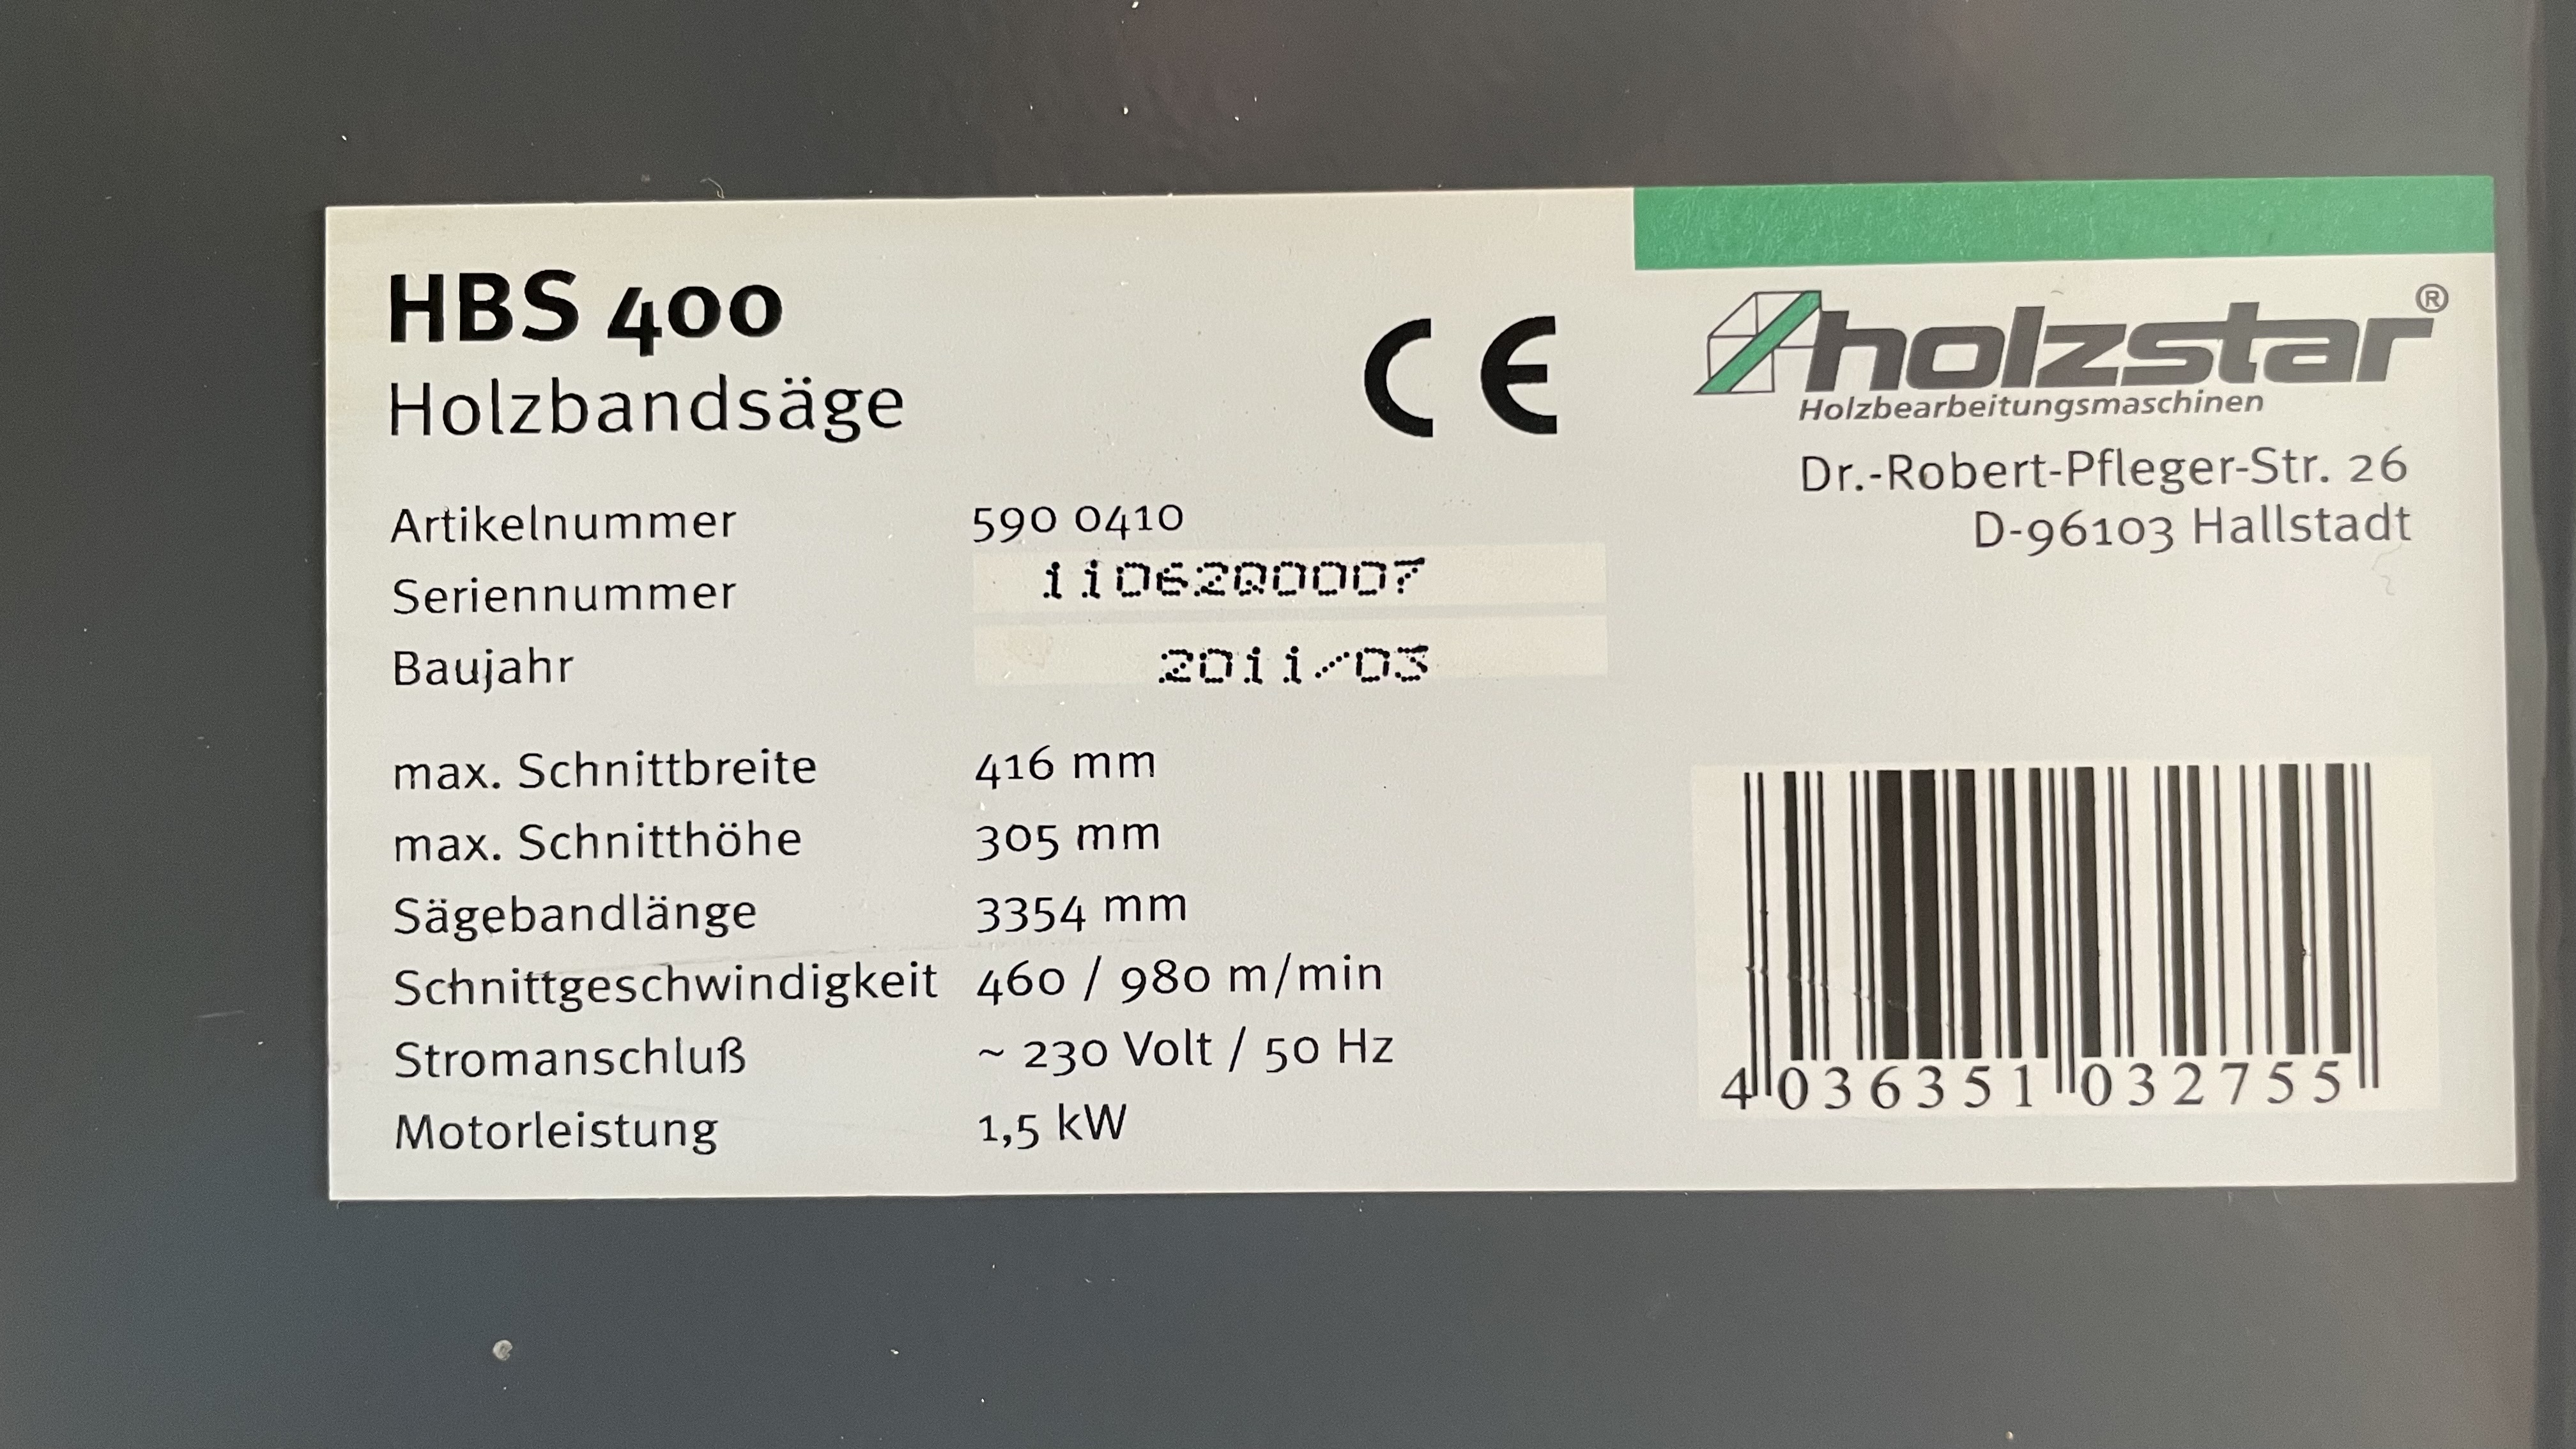 HBS 400
Holzbandsäge
CE
Artikelnummer 590 0410
Seriennummer 11062Q0007
Baujahr 2011/03
max. Schnittbreite 416 mm
max. Schnitthöhe 305 mm
Sägebandlänge 3354 mm
Schnittgeschwindigkeit 460 / 980 m/min
Stromanschluß ~ 230 Volt / 50 Hz
Motorleistung 1,5 kW
holzstar®
Holzbearbeitungsmaschinen
Dr.-Robert-Pfleger-Str. 26
D-96103 Hallstadt
4 036351 032755